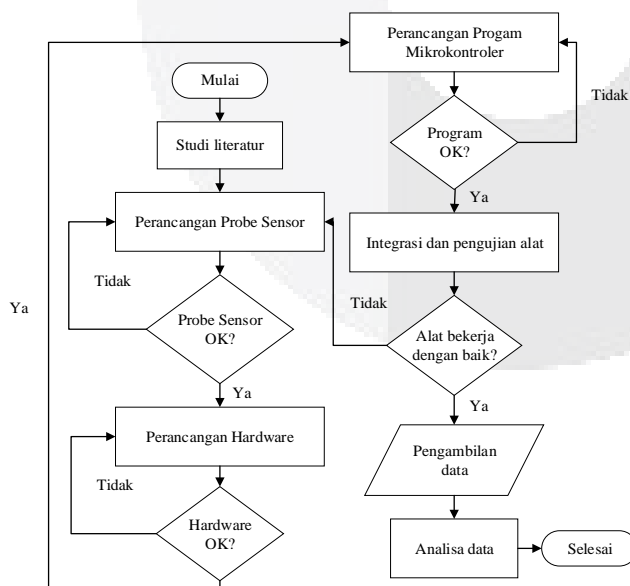 Mulai
Studi literatur
Perancangan Probe Sensor
Tidak
Probe Sensor
OK?
Ya
Perancangan Hardware
Tidak
Hardware
OK?
Ya
Perancangan Progam
Mikrokontroler
Tidak
Program
OK?
Ya
Integrasi dan pengujian alat
Tidak
Alat bekerja
dengan baik?
Ya
Pengambilan
data
Analisa data
Selesai